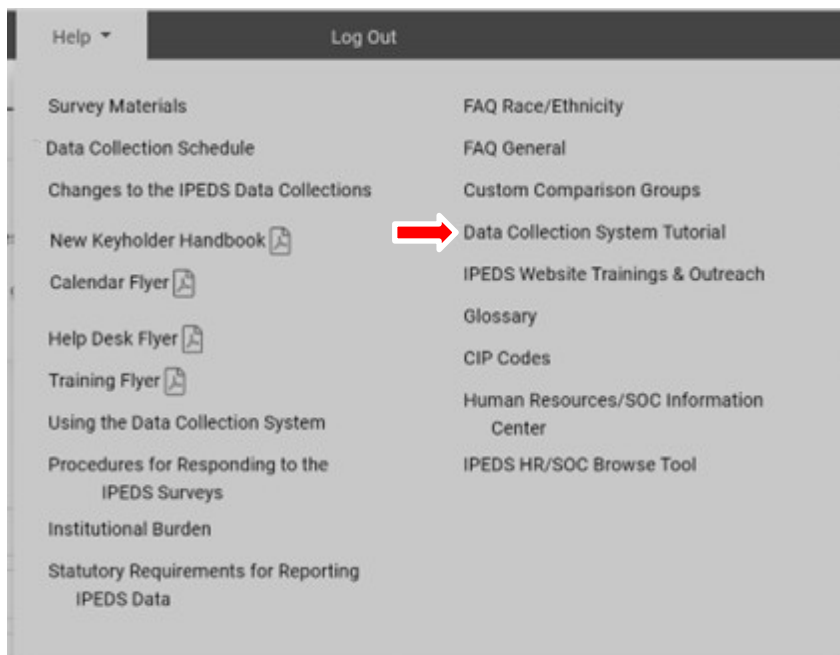 Help
Log Out
Survey Materials
Data Collection Schedule
Changes to the IPEDS Data Collections
New Keyholder Handbook
Calendar Flyer
Help Desk Flyer
Training Flyer
Using the Data Collection System
Procedures for Responding to the
IPEDS Surveys
Institutional Burden
Statutory Requirements for Reporting
IPEDS Data
FAQ Race/Ethnicity
FAQ General
Custom Comparison Groups
Data Collection System Tutorial
IPEDS Website Trainings & Outreach
Glossary
CIP Codes
Human Resources/SOC Information
Center
IPEDS HR/SOC Browse Tool